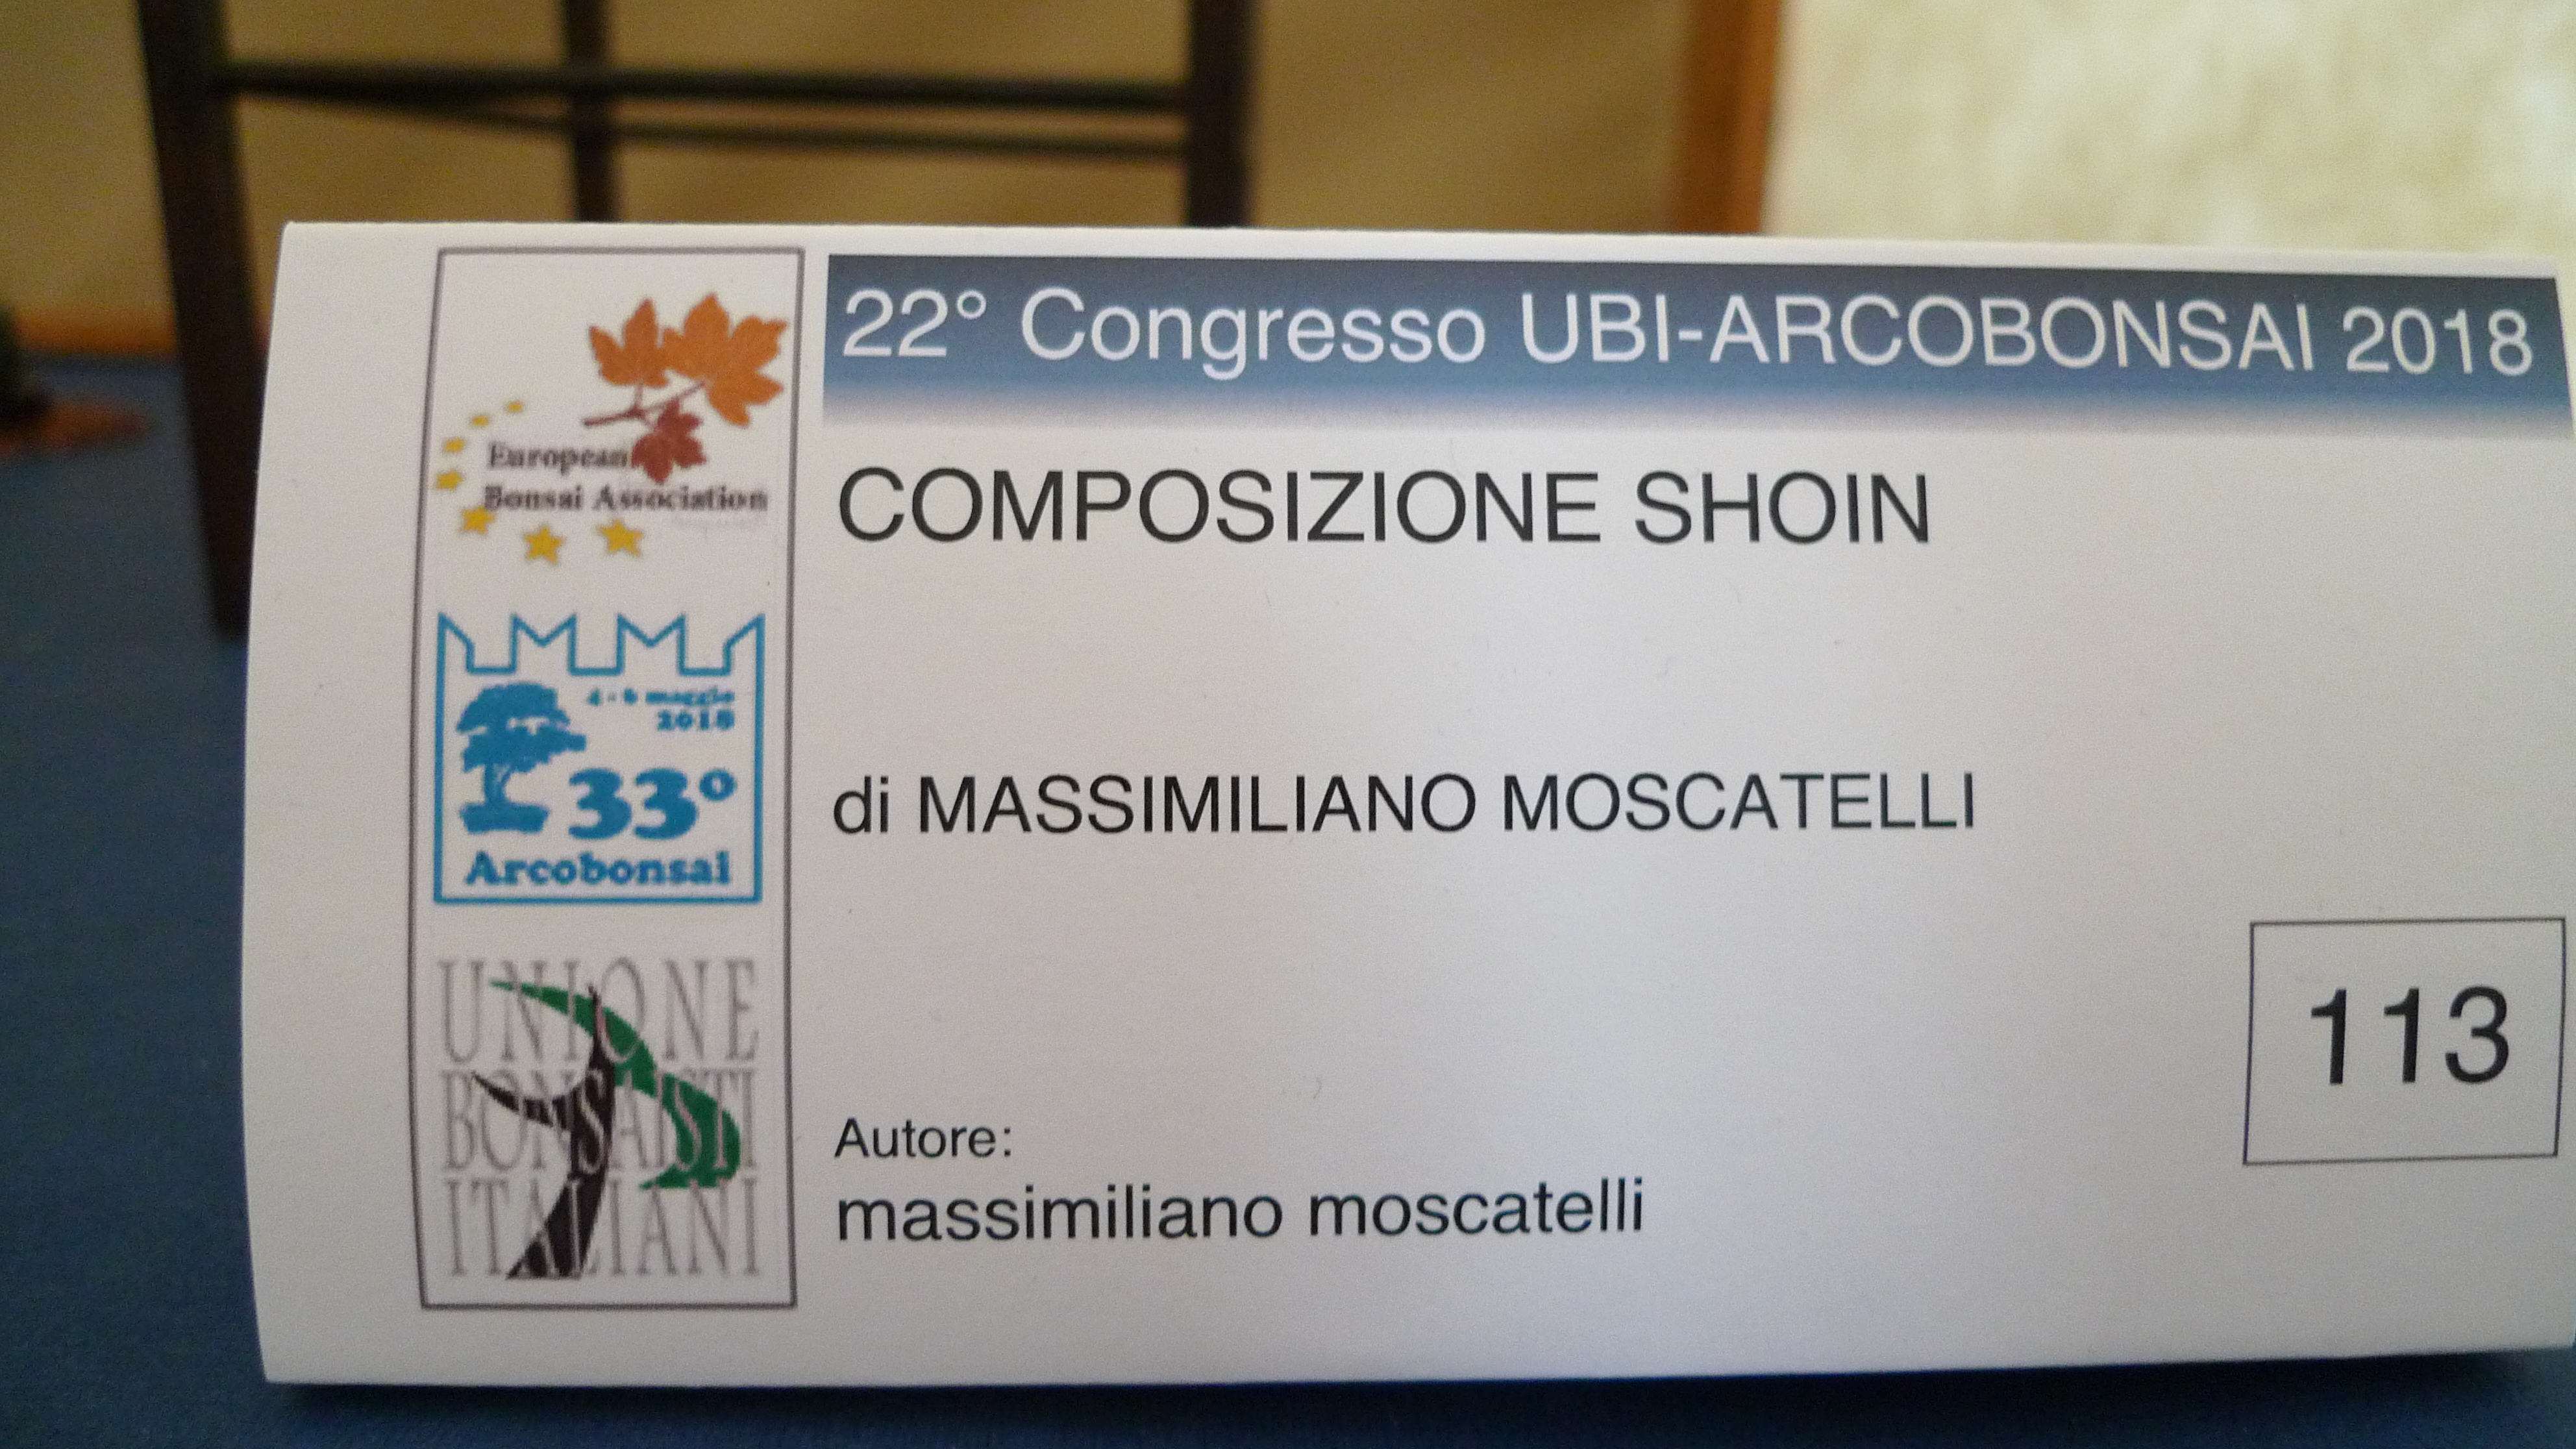 22° Congresso UBI-ARCOBONSAI 2018
COMPOSIZIONE SHOIN
di MASSIMILIANO MOSCATELLI
113
Autore:
massimiliano moscatelli
European
Bonsai Association
4 - 6 maggio
2018
33°
Arcobonsai
UNIONE
BONSAISTI
ITALIANI